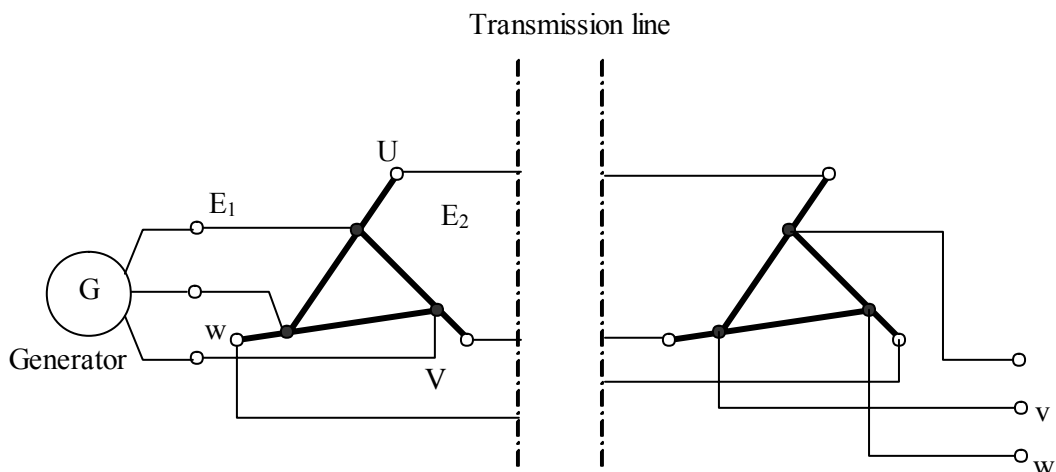 Transmission line
U
E₁
E₂
G
w
Generator
V
v
w